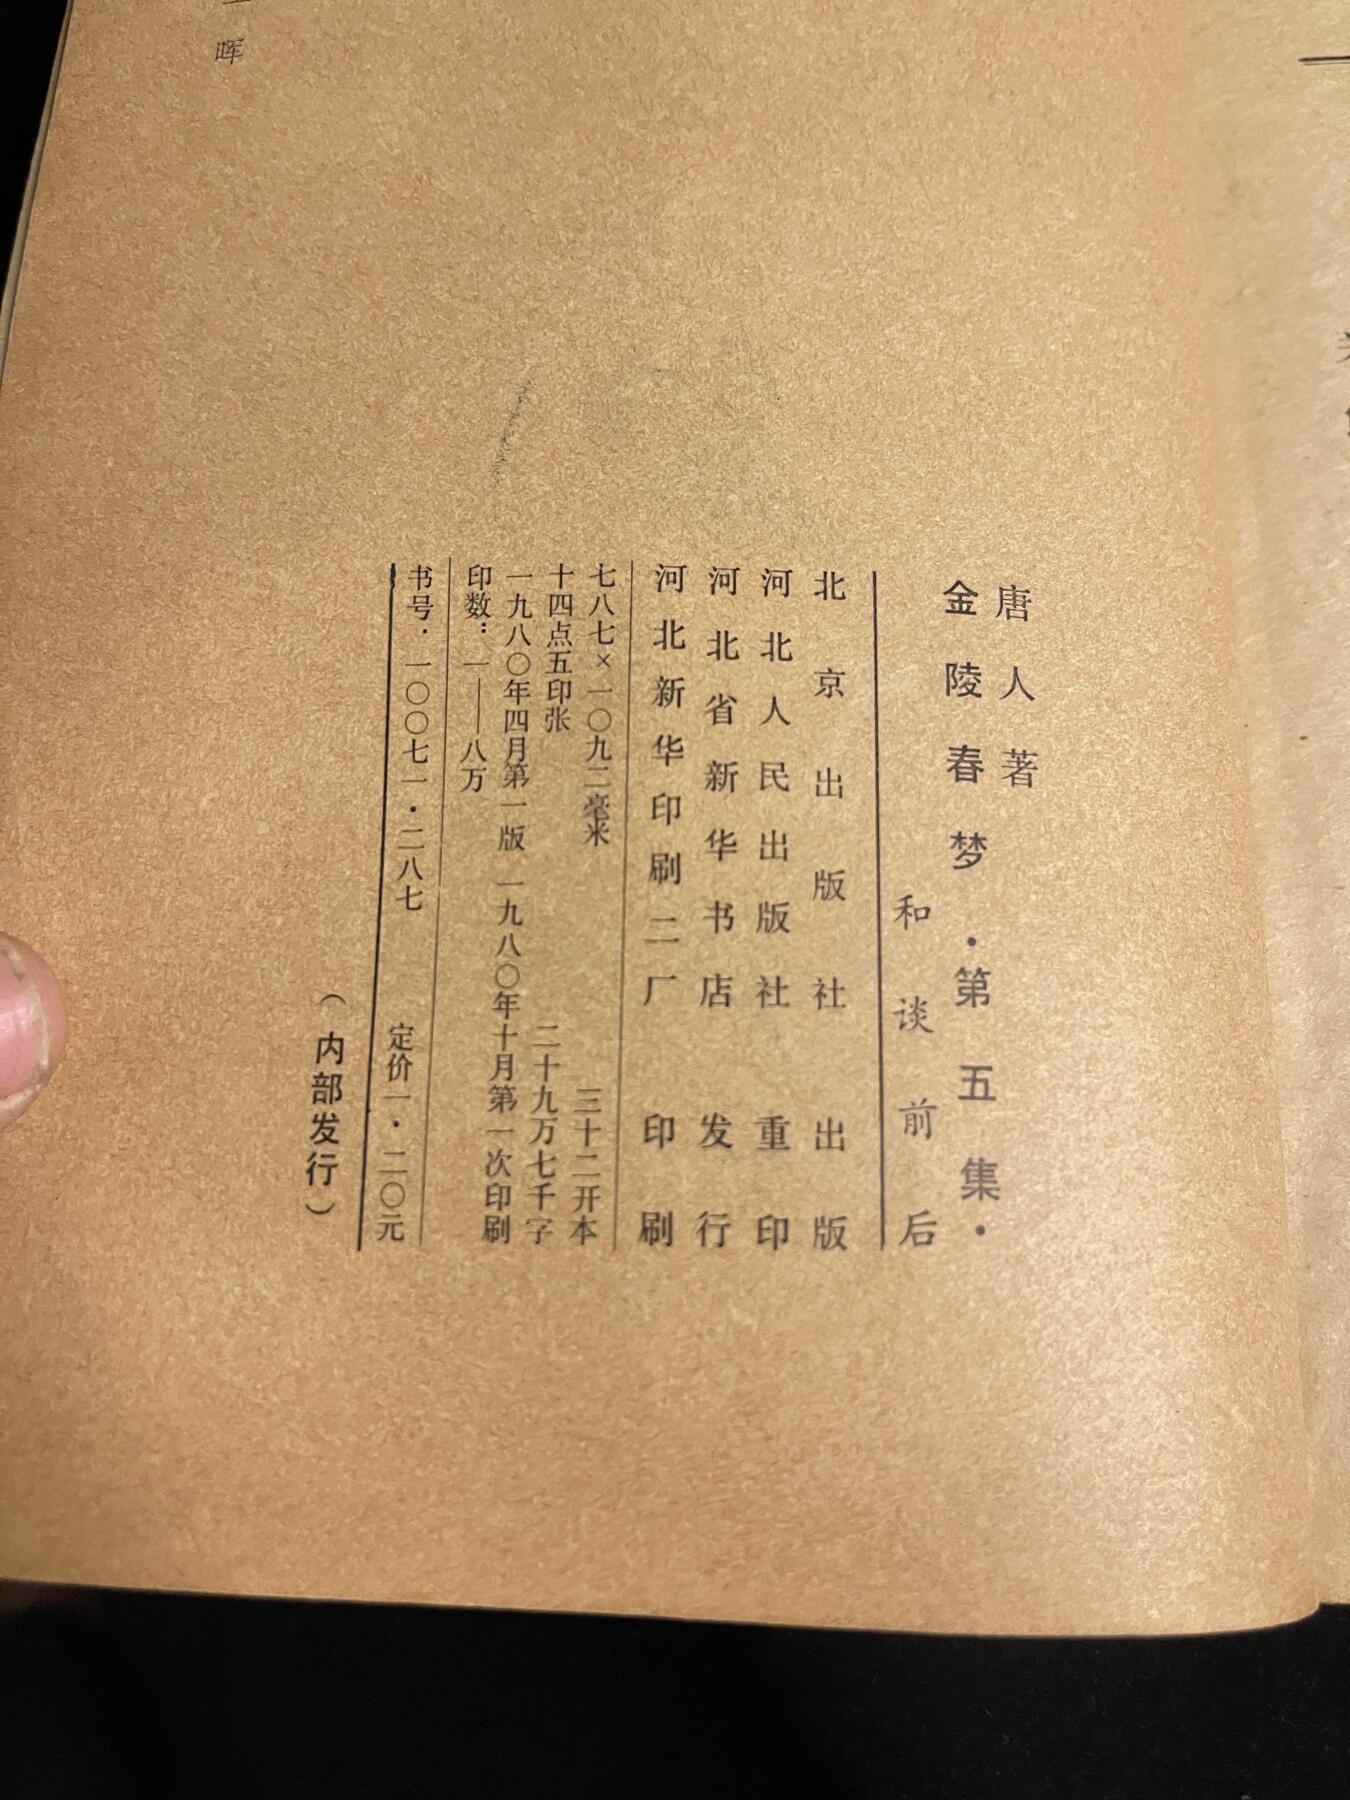 唐人著
金陵春梦·第五集·
和谈前后
北京出版社 出版
河北人民出版社 重印
河北省新华书店 发行
河北新华印刷二厂 印刷
七八七×一〇九二毫米 三十二开本
十四点五印张 二十九万七千字
一九八〇年四月第一版 一九八〇年十月第一次印刷
印数：一——八万
书号·一〇〇七一·二八七 定价一·二〇元
（内部发行）
晖